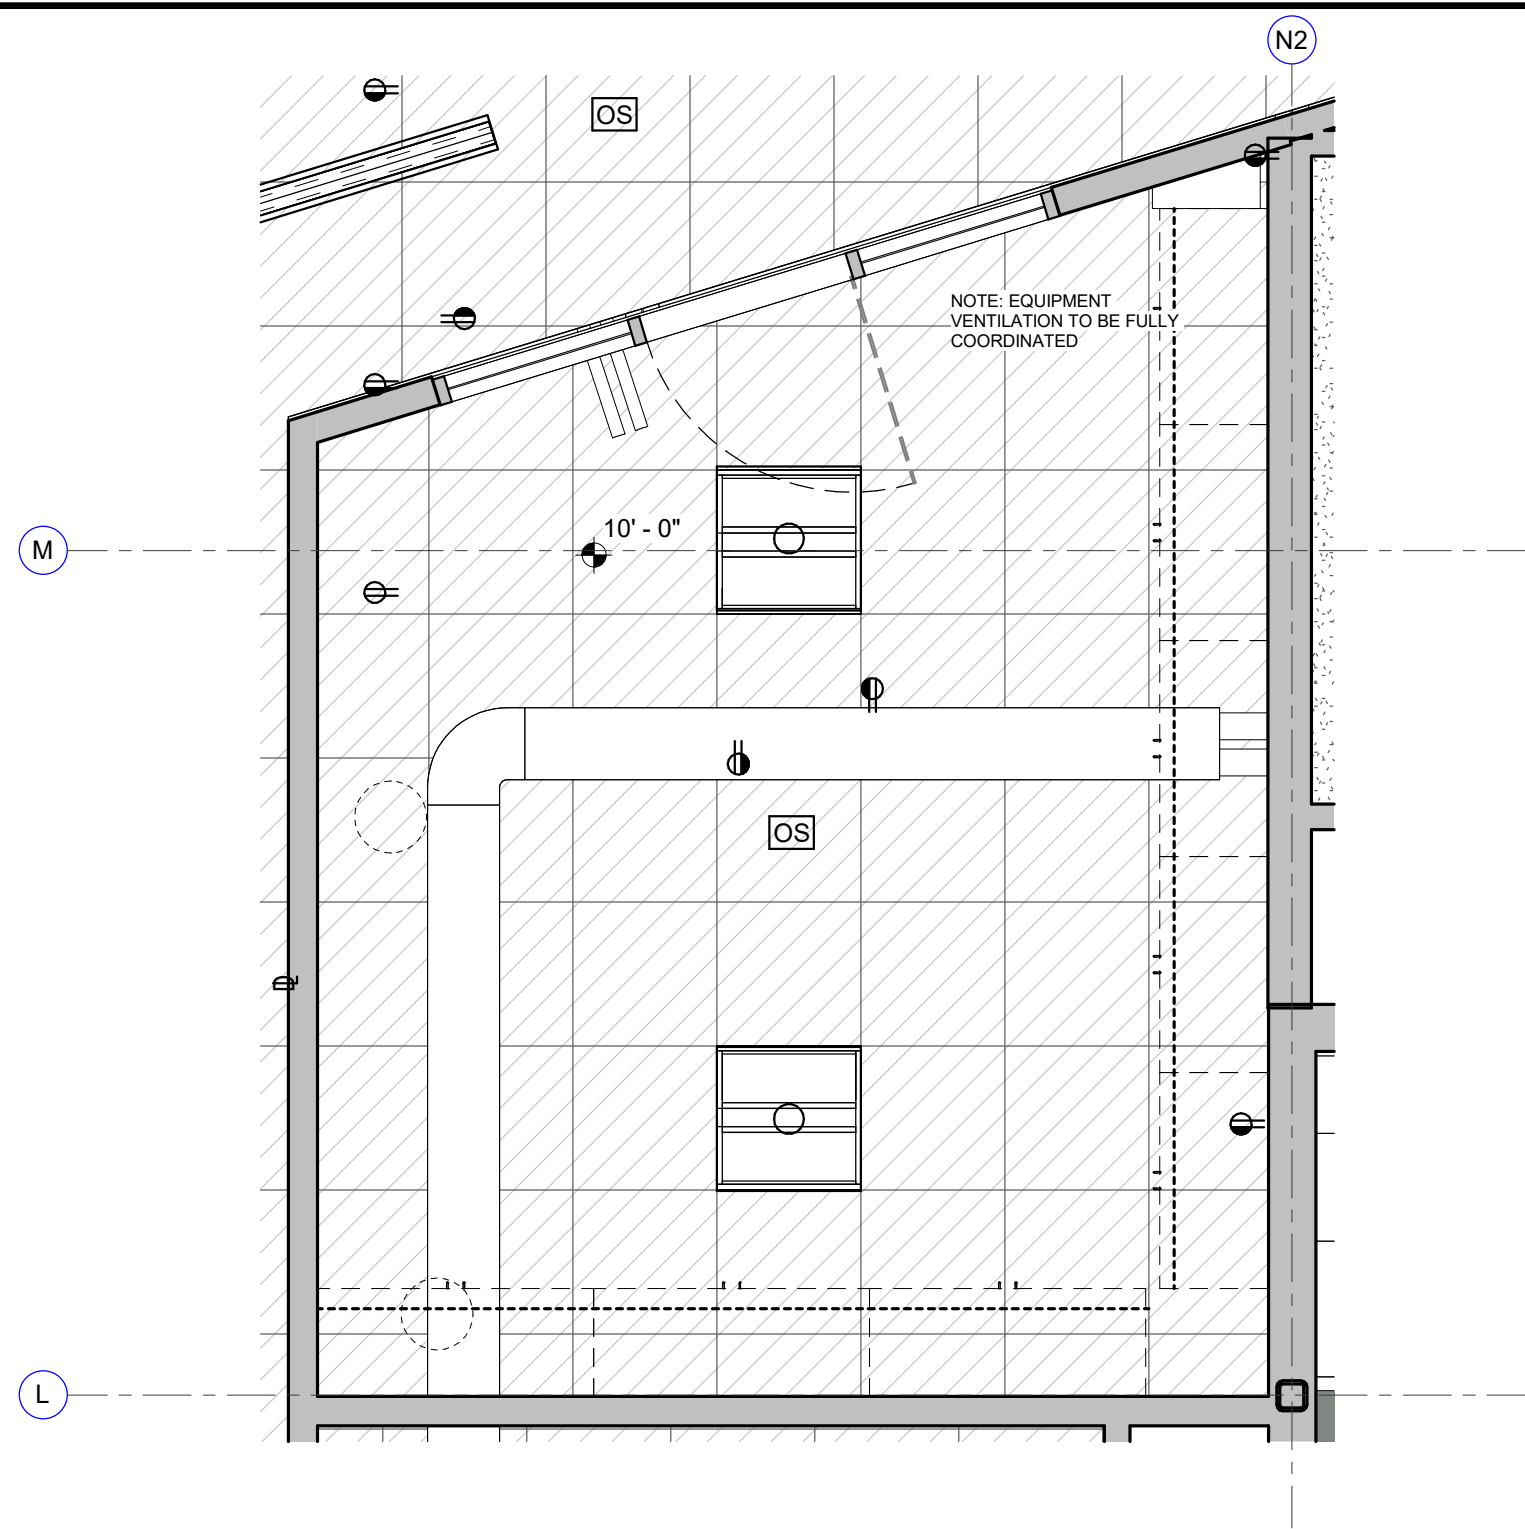 N2
OS
NOTE: EQUIPMENT
VENTILATION TO BE FULLY
COORDINATED
10' - 0"
M
OS
L